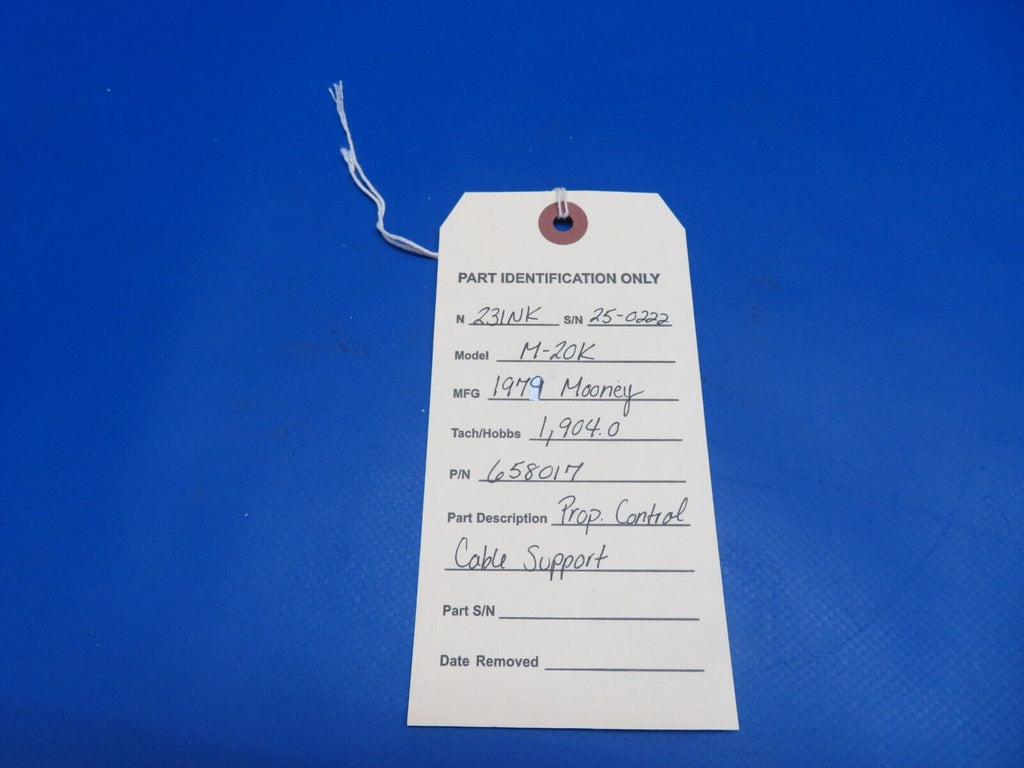 PART IDENTIFICATION ONLY
N 231NK S/N 25-0222
Model M-20K
MFG 1979 Mooney
Tach/Hobbs 1,904.0
P/N 658017
Part Description Prop. Control
Cable Support
Part S/N
Date Removed